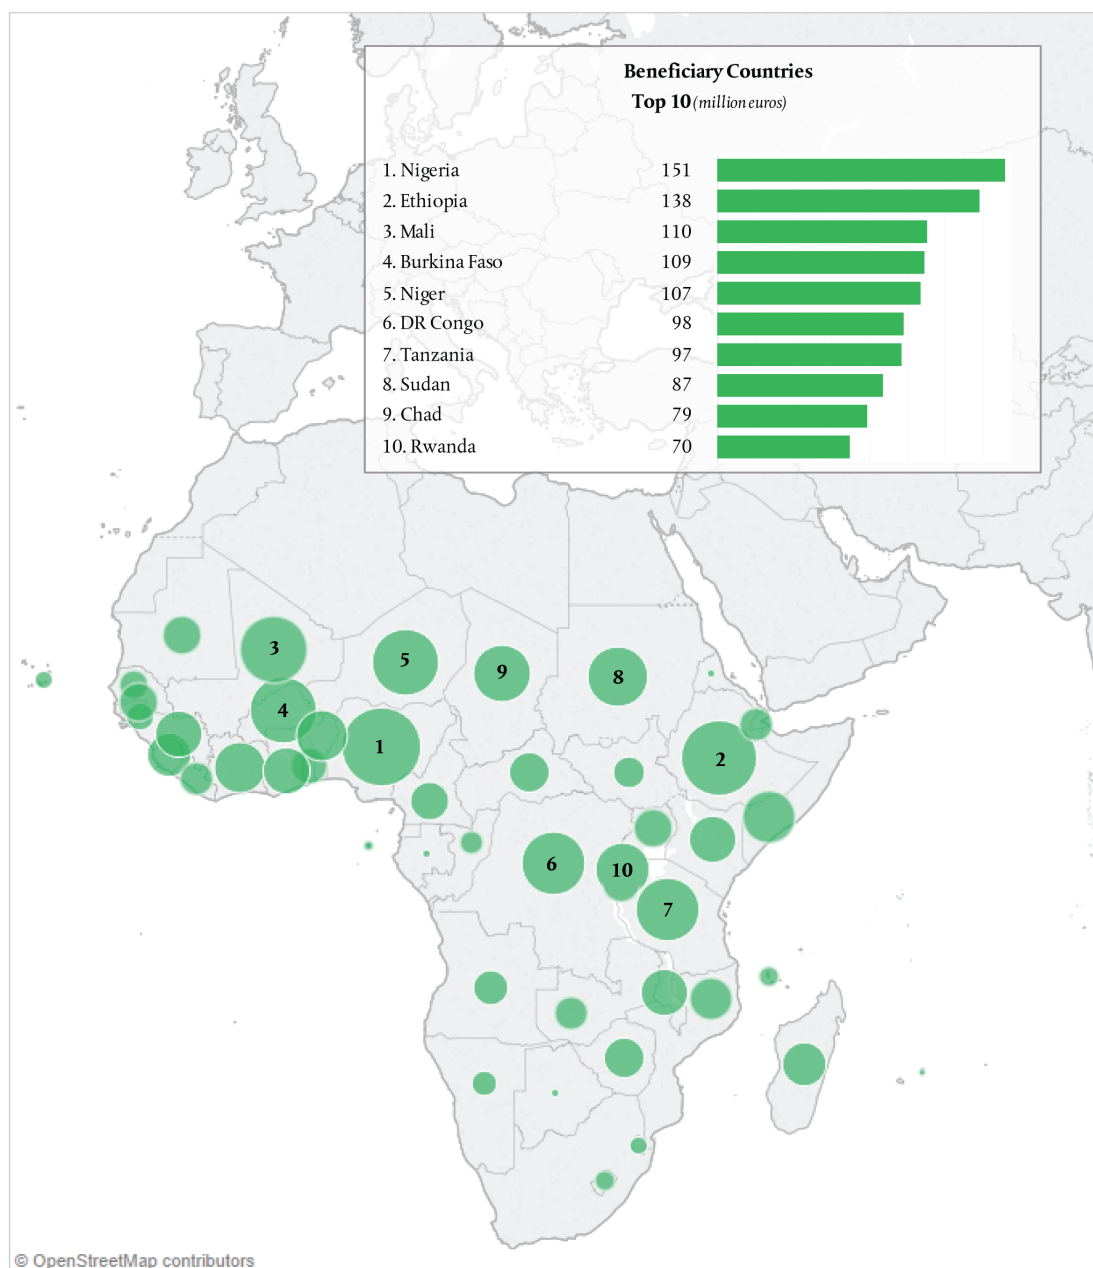 Beneficiary Countries
Top 10 (million euros)
1. Nigeria 151
2. Ethiopia 138
3. Mali 110
4. Burkina Faso 109
5. Niger 107
6. DR Congo 98
7. Tanzania 97
8. Sudan 87
9. Chad 79
10. Rwanda 70
3
5
9
8
4
1
2
6
10
7
© OpenStreetMap contributors